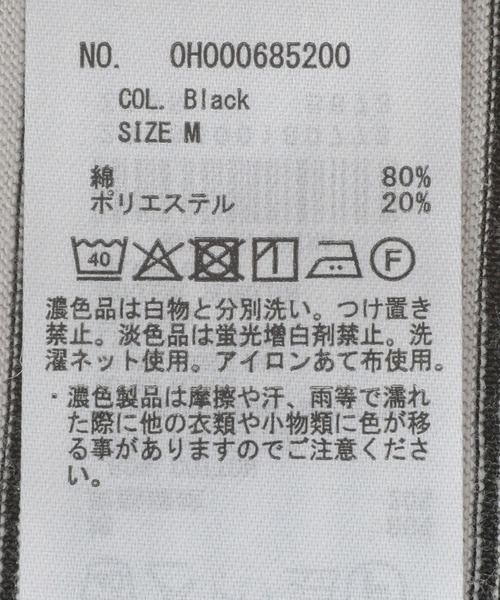 NO. 0H000685200
COL. Black
SIZE M
綿 80%
ポリエステル 20%
40 F
濃色品は白物と分別洗い。つけ置き
禁止。淡色品は蛍光増白剤禁止。洗
濯ネット使用。アイロンあて布使用。
・濃色製品は摩擦や汗、雨等で濡れ
た際に他の衣類や小物類に色が移
る事がありますのでご注意くださ
い。